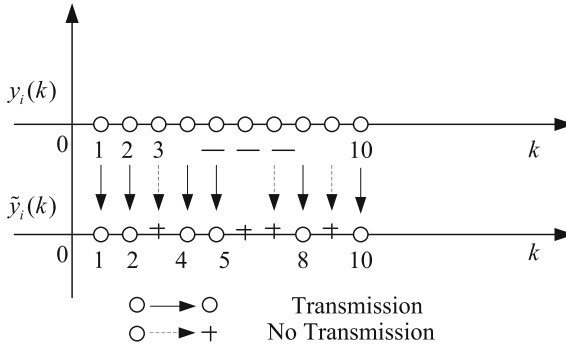 y_i(k)
0 1 2 3 — — — 10 k
ỹ_i(k)
0 1 2 4 5 8 10 k
Transmission
No Transmission